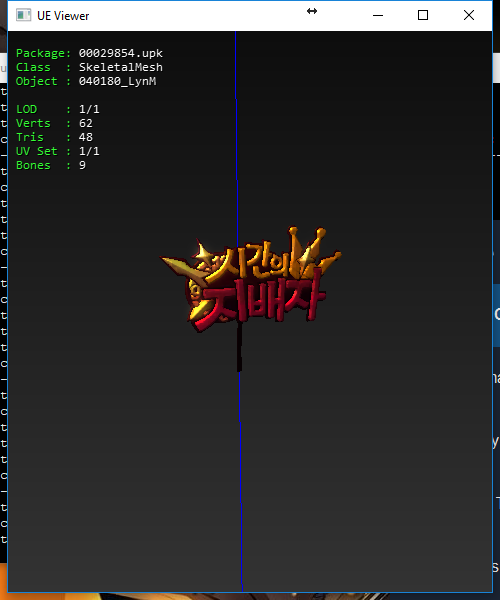 UE Viewer
Package: 00029854.upk
Class : SkeletalMesh
Object : 040180_LynM
LOD : 1/1
Verts : 62
Tris : 48
UV Set : 1/1
Bones : 9
시간의
지배자